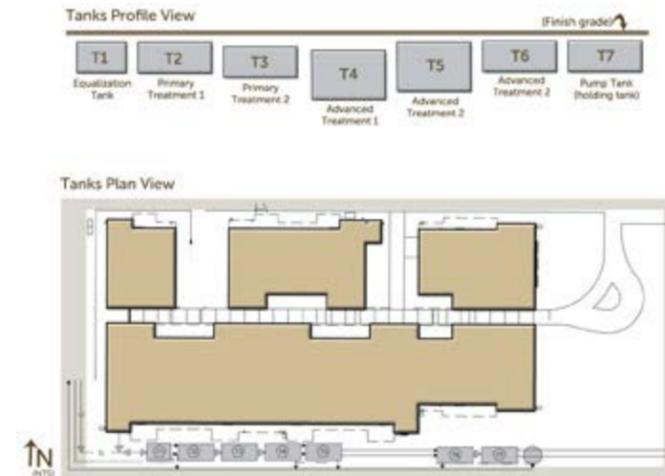 Tanks Profile View
(Finish grade)
T1
T2
T3
T4
T5
T6
T7
Equalization
Tank
Primary
Treatment 1
Primary
Treatment 2
Advanced
Treatment 1
Advanced
Treatment 2
Advanced
Treatment 2
Pump Tank
(holding tank)
Tanks Plan View
N
(NTS)